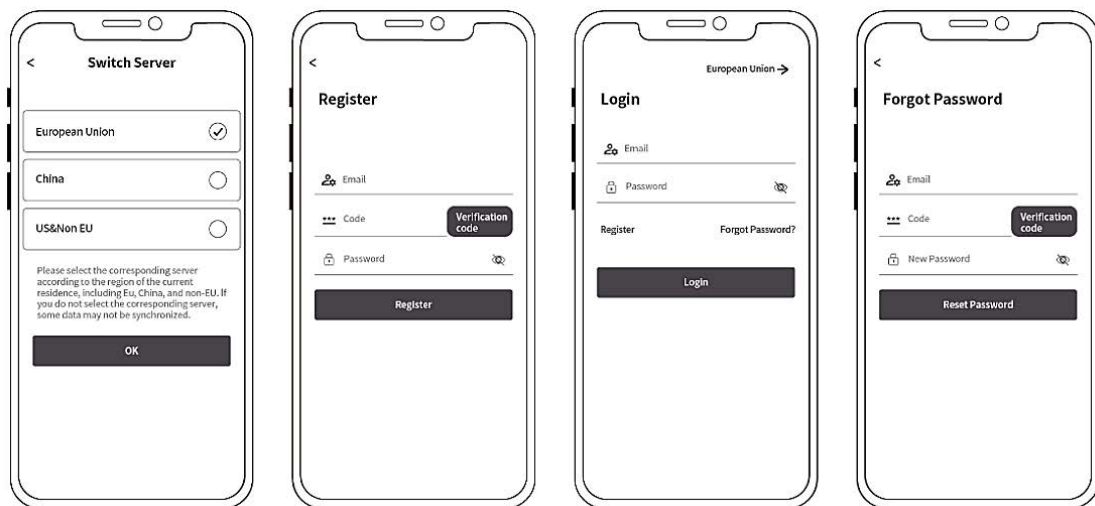 <
Switch Server
European Union
China
US&Non EU
Please select the corresponding server
according to the region of the current
residence, including Eu, China, and non-EU. If
you do not select the corresponding server,
some data may not be synchronized.
OK
<
Register
Email
Code
Verification
code
Password
Register
European Union →
Login
Email
Password
Register Forgot Password?
Login
<
Forgot Password
Email
Code
Verification
code
New Password
Reset Password